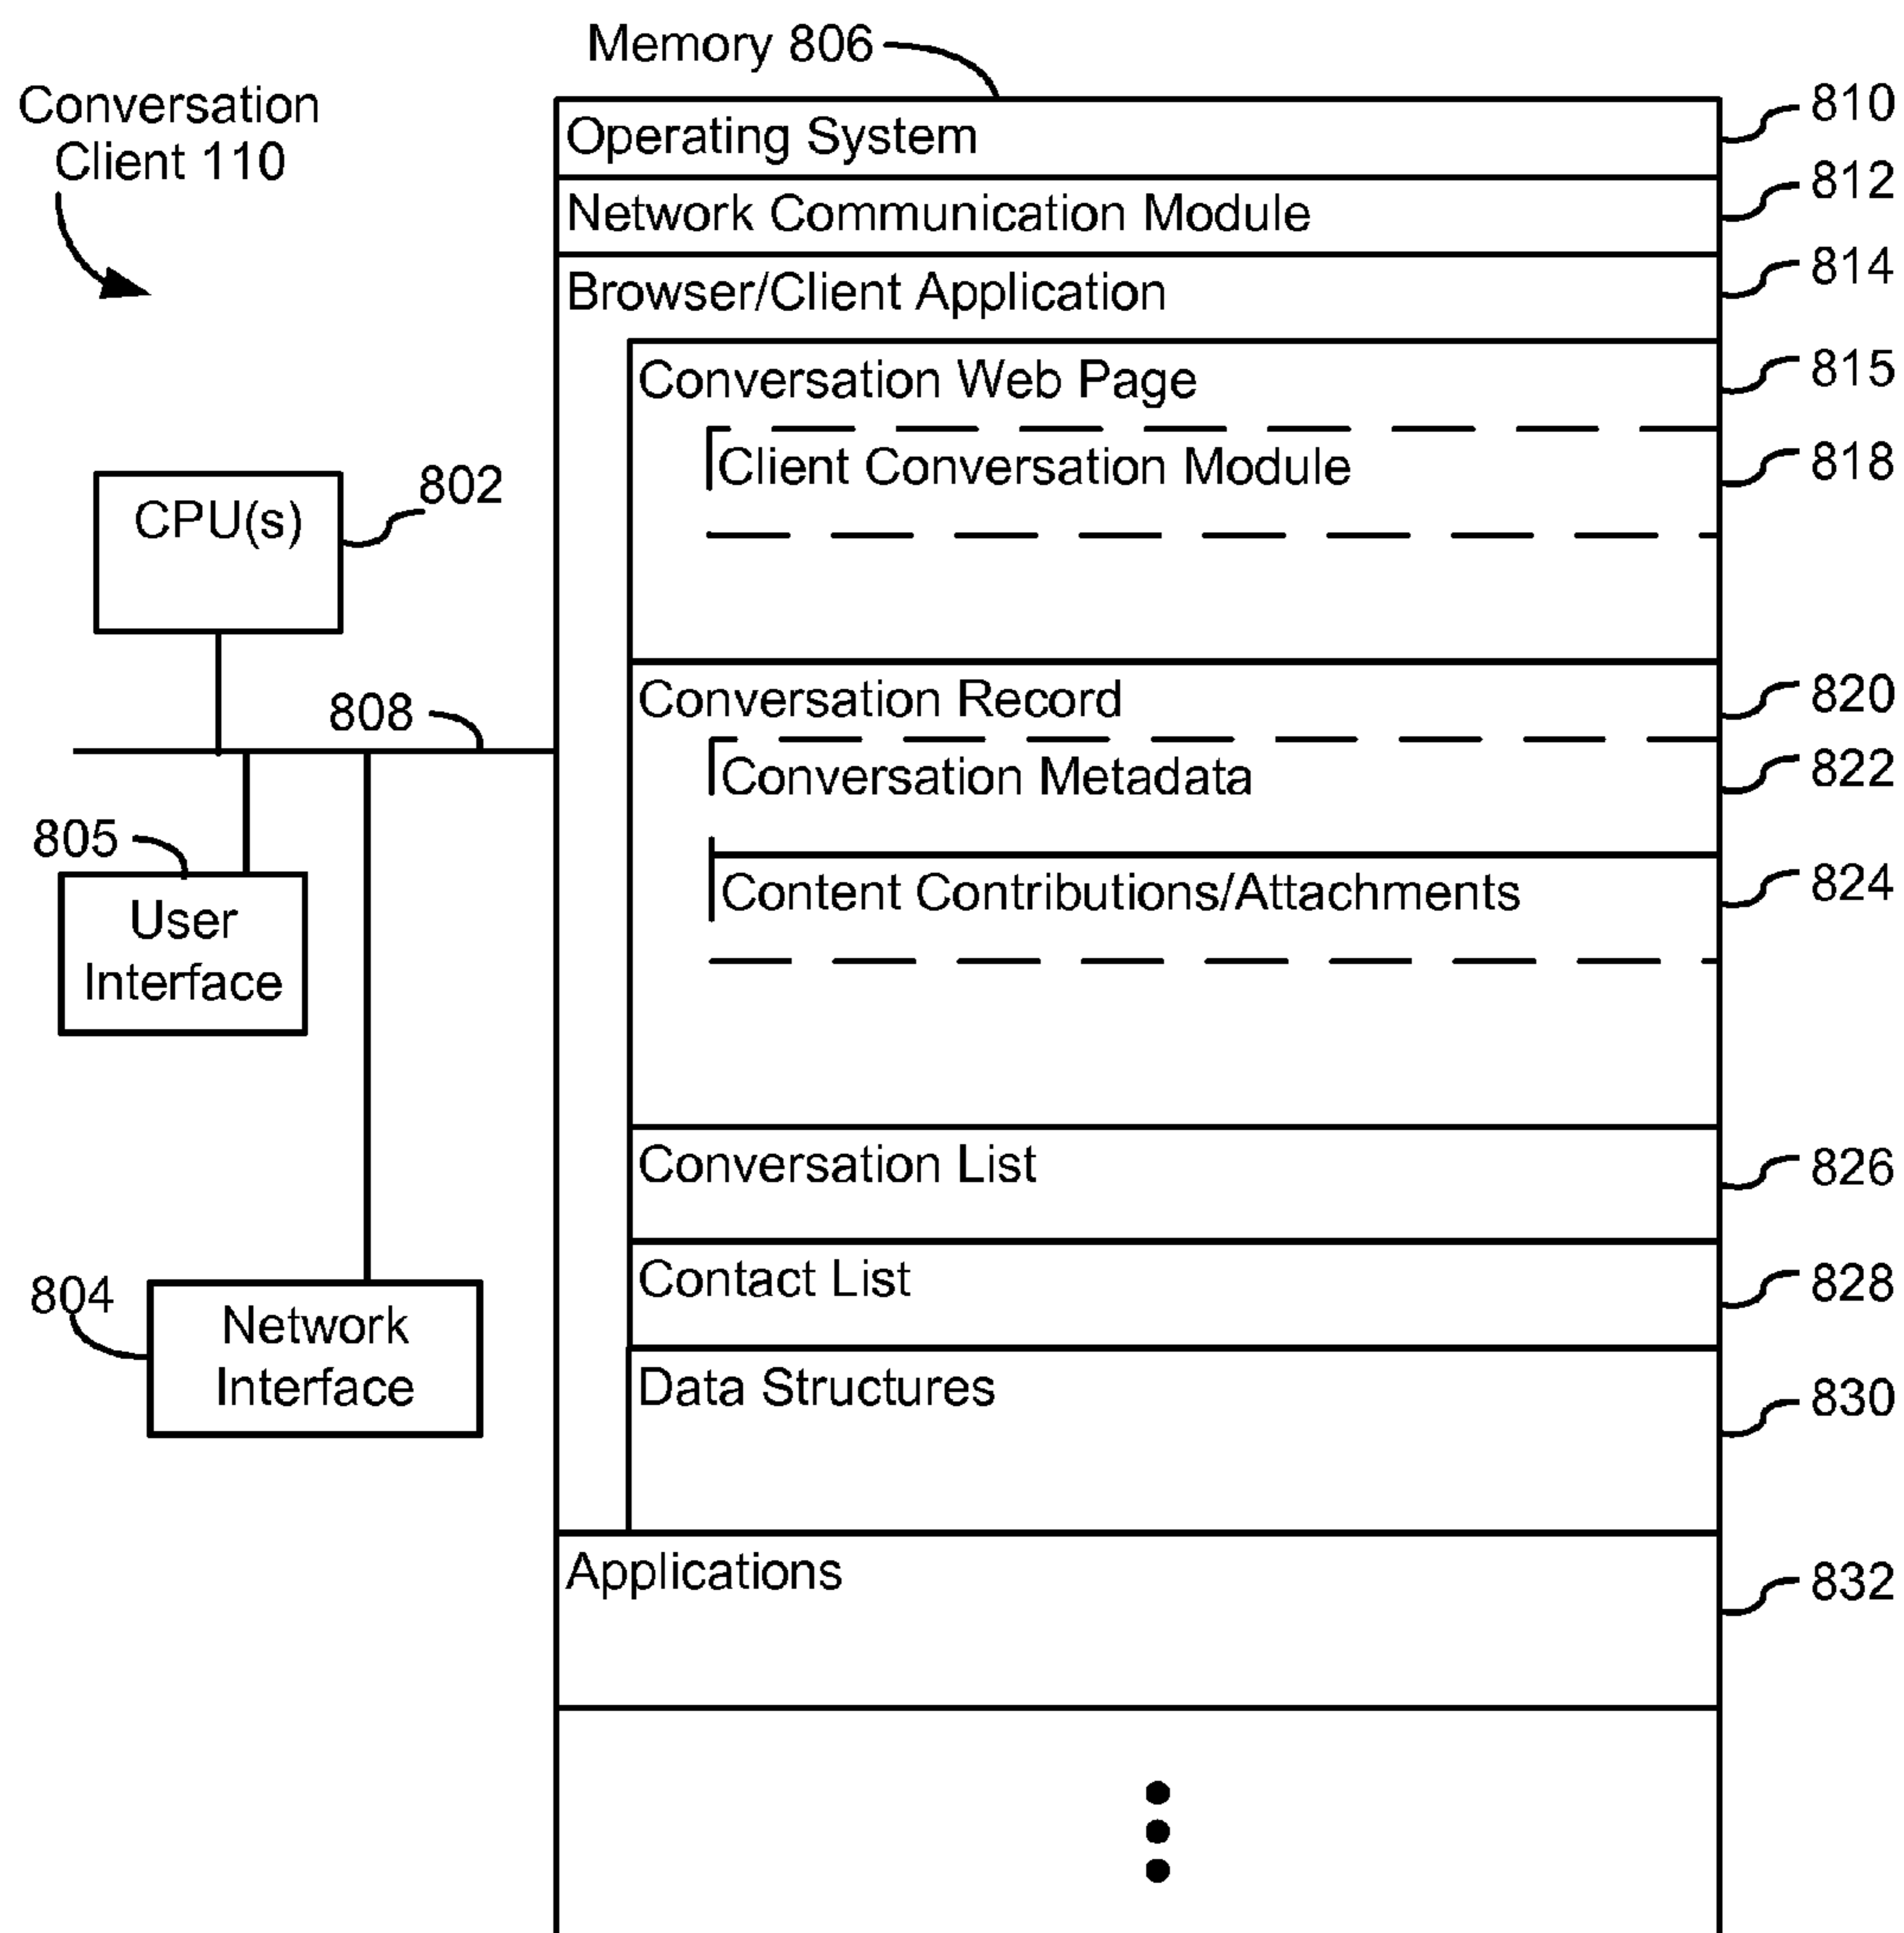 Memory 806
Conversation
Client 110
Operating System
810
Network Communication Module
812
Browser/Client Application
814
Conversation Web Page
815
Client Conversation Module
818
CPU(s)
802
Conversation Record
820
808
Conversation Metadata
822
805
User
Interface
Content Contributions/Attachments
824
Conversation List
826
Contact List
828
804
Network
Interface
Data Structures
830
Applications
832